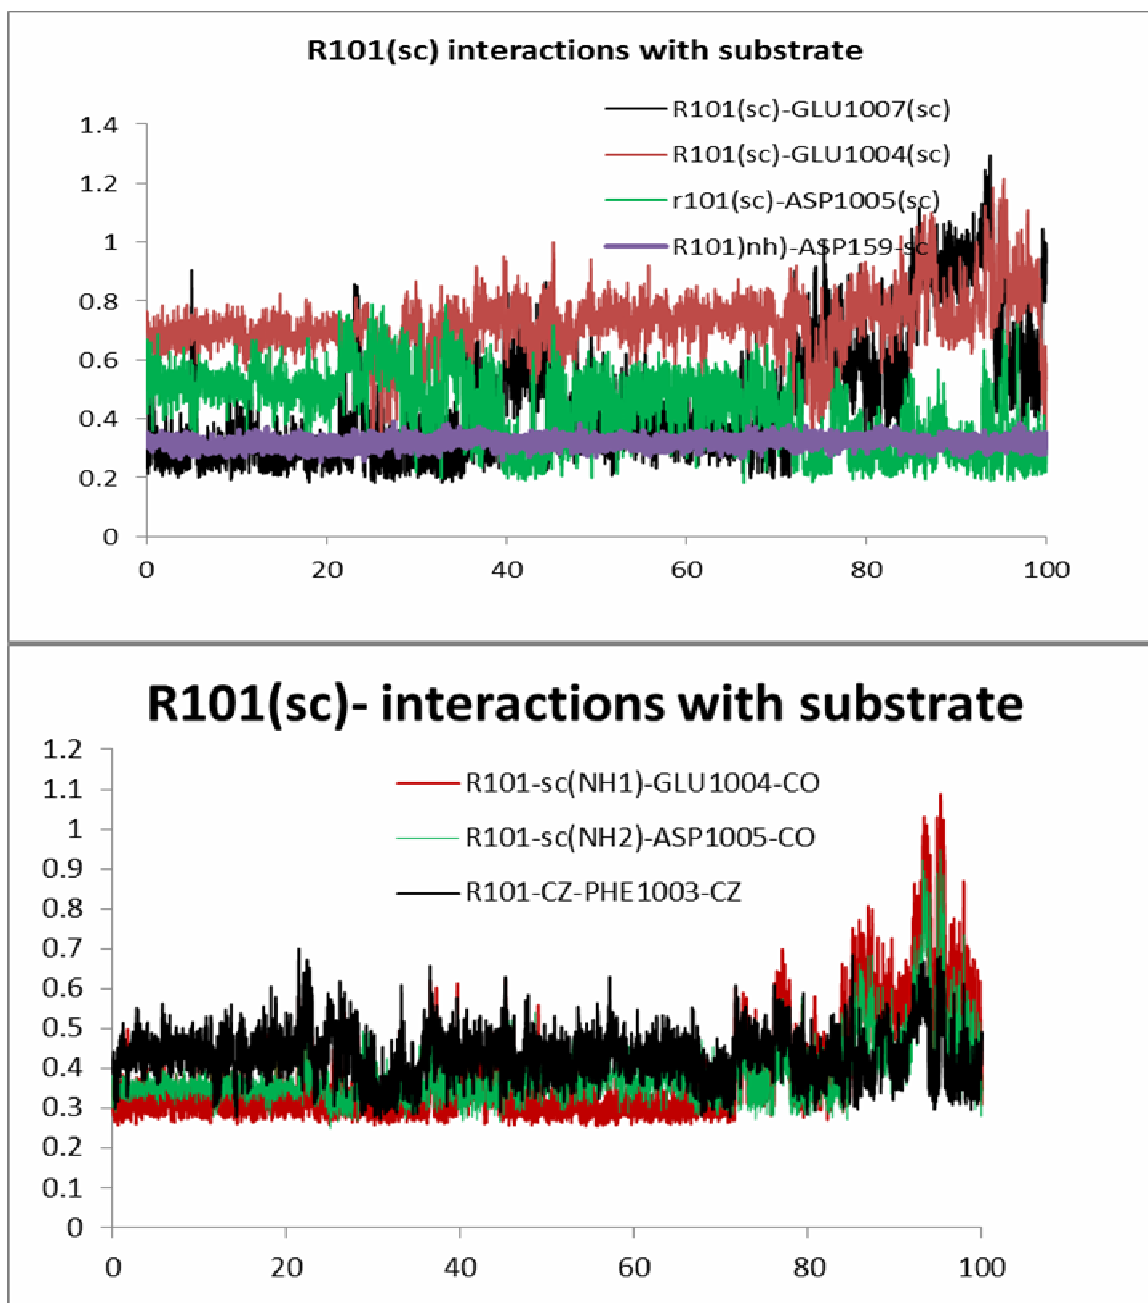 R101(sc) interactions with substrate
R101(sc)-GLU1007(sc)
R101(sc)-GLU1004(sc)
r101(sc)-ASP1005(sc)
R101)nh)-ASP159-sc
1.4
1.2
1
0.8
0.6
0.4
0.2
0
0 20 40 60 80 100
R101(sc)- interactions with substrate
R101-sc(NH1)-GLU1004-CO
R101-sc(NH2)-ASP1005-CO
R101-CZ-PHE1003-CZ
1.2
1.1
1
0.9
0.8
0.7
0.6
0.5
0.4
0.3
0.2
0.1
0
0 20 40 60 80 100